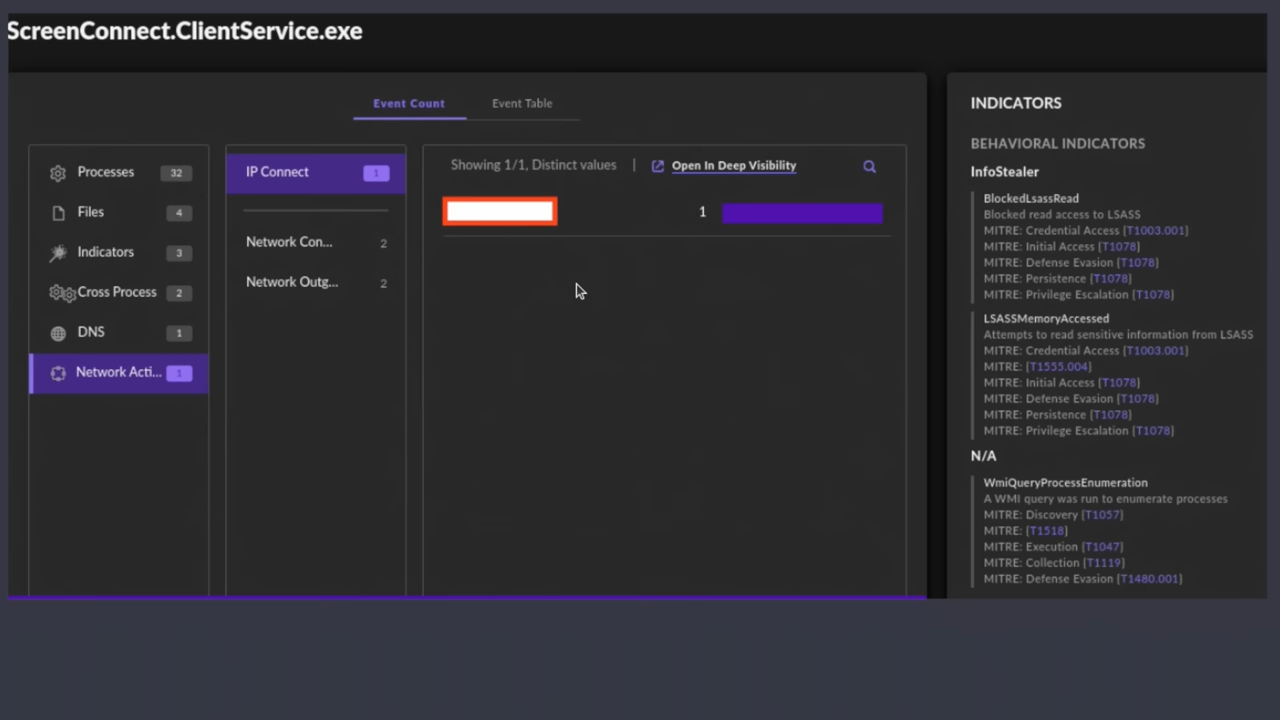 ScreenConnect.ClientService.exe
Event Count
Event Table
Processes 32
Files 4
Indicators 3
Cross Process 2
DNS 1
Network Acti... 1
IP Connect 1
Network Con... 2
Network Outg... 2
Showing 1/1, Distinct values | Open In Deep Visibility
1
INDICATORS
BEHAVIORAL INDICATORS
InfoStealer
BlockedLsassRead
Blocked read access to LSASS
MITRE: Credential Access [T1003.001]
MITRE: Initial Access [T1078]
MITRE: Defense Evasion [T1078]
MITRE: Persistence [T1078]
MITRE: Privilege Escalation [T1078]
LSASSMemoryAccessed
Attempts to read sensitive information from LSASS
MITRE: Credential Access [T1003.001]
MITRE: [T1555.004]
MITRE: Initial Access [T1078]
MITRE: Defense Evasion [T1078]
MITRE: Persistence [T1078]
MITRE: Privilege Escalation [T1078]
N/A
WmiQueryProcessEnumeration
A WMI query was run to enumerate processes
MITRE: Discovery [T1057]
MITRE: [T1518]
MITRE: Execution [T1047]
MITRE: Collection [T1119]
MITRE: Defense Evasion [T1480.001]